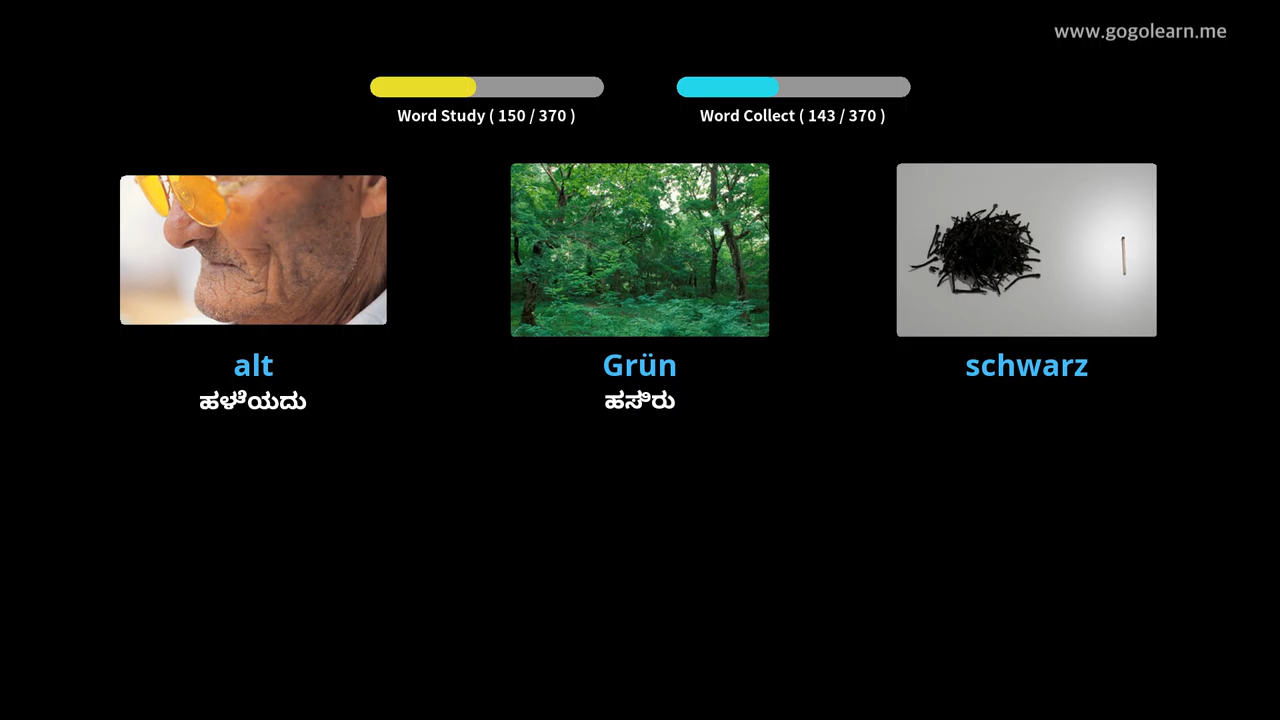 www.gogolearn.me
Word Study ( 150 / 370 )
Word Collect ( 143 / 370 )
alt
ಹಳೆಯದು
Grün
ಹಸಿರು
schwarz